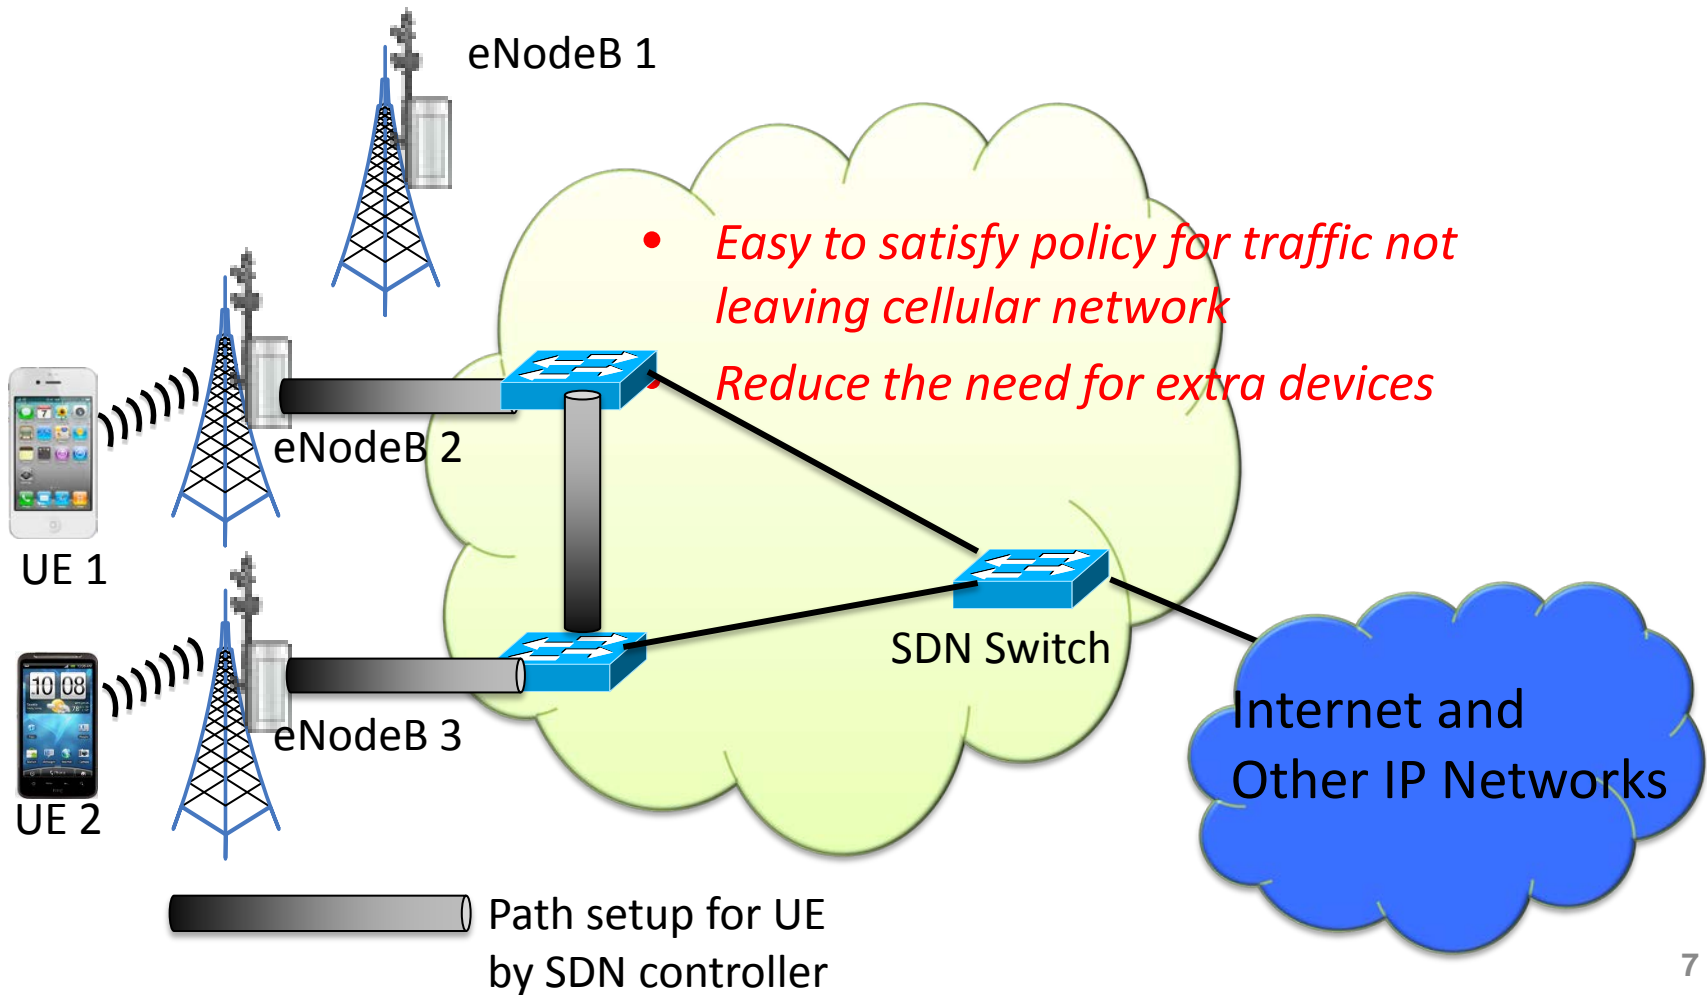 eNodeB 1
• Easy to satisfy policy for traffic not
leaving cellular network
• Reduce the need for extra devices
eNodeB 2
UE 1
SDN Switch
10 08
eNodeB 3
Internet and
Other IP Networks
UE 2
Path setup for UE
by SDN controller
7